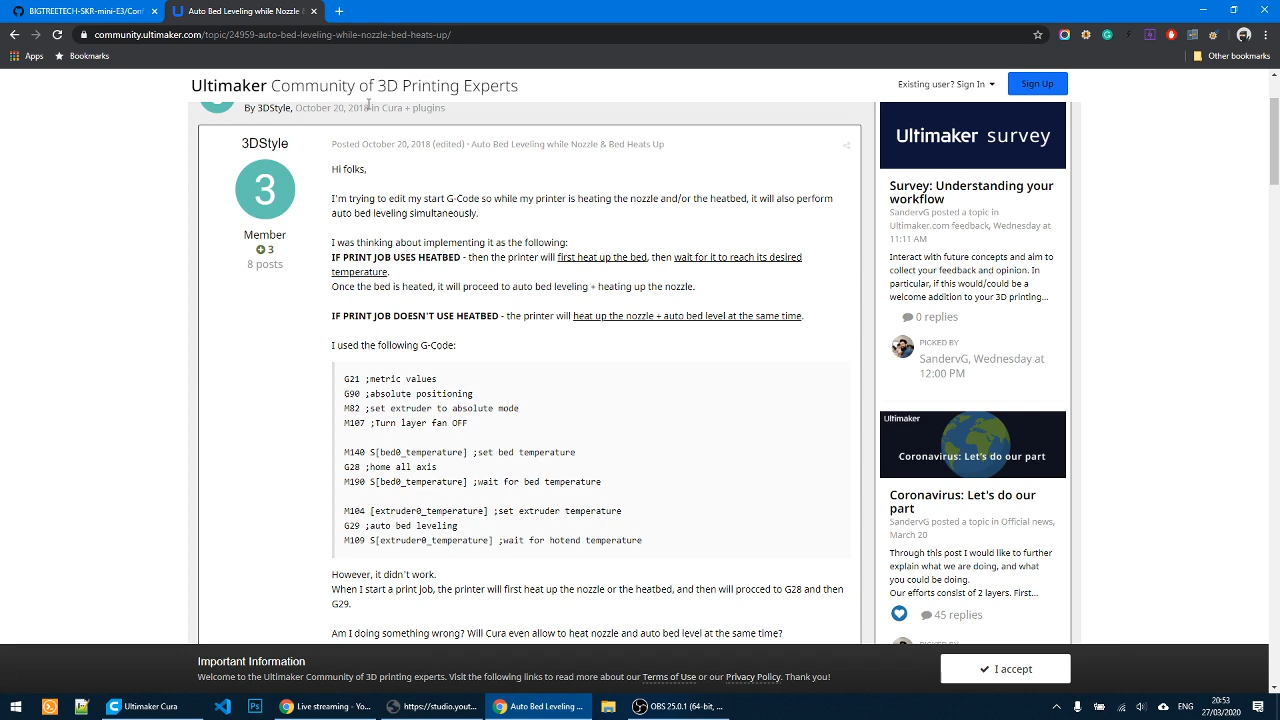 BIGTREETECH-SKR-mini-E3/Conf
Auto Bed Leveling while Nozzle &
community.ultimaker.com/topic/24959-auto-bed-leveling-while-nozzle-bed-heats-up/
Apps
Bookmarks
Other bookmarks
Ultimaker Community of 3D Printing Experts
Existing user? Sign In
Sign Up
By 3DStyle, October 20, 2018 in Cura + plugins
3DStyle
3
Member
3
8 posts
Posted October 20, 2018 (edited) · Auto Bed Leveling while Nozzle & Bed Heats Up
Hi folks,
I'm trying to edit my start G-Code so while my printer is heating the nozzle and/or the heatbed, it will also perform
auto bed leveling simultaneously.
I was thinking about implementing it as the following:
IF PRINT JOB USES HEATBED - then the printer will first heat up the bed, then wait for it to reach its desired
temperature.
Once the bed is heated, it will proceed to auto bed leveling + heating up the nozzle.
IF PRINT JOB DOESN'T USE HEATBED - the printer will heat up the nozzle + auto bed level at the same time.
I used the following G-Code:
G21 ;metric values
G90 ;absolute positioning
M82 ;set extruder to absolute mode
M107 ;Turn layer fan OFF
M140 S[bed0_temperature] ;set bed temperature
G28 ;home all axis
M190 S[bed0_temperature] ;wait for bed temperature
M104 [extruder0_temperature] ;set extruder temperature
G29 ;auto bed leveling
M109 S[extruder0_temperature] ;wait for hotend temperature
However, it didn't work.
When I start a print job, the printer will first heat up the nozzle or the heatbed, and then will procced to G28 and then
G29.
Am I doing something wrong? Will Cura even allow to heat nozzle and auto bed level at the same time?
Ultimaker survey
Survey: Understanding your
workflow
SandervG posted a topic in
Ultimaker.com feedback, Wednesday at
11:11 AM
Interact with future concepts and aim to
collect your feedback and opinion. In
particular, if this would/could be a
welcome addition to your 3D printing...
0 replies
PICKED BY
SandervG, Wednesday at
12:00 PM
Ultimaker
Coronavirus: Let's do our part
Coronavirus: Let's do our
part
SandervG posted a topic in Official news,
March 20
Through this post I would like to further
explain what we are doing, and what
you could be doing.
Our efforts consist of 2 layers. First...
45 replies
Important Information
Welcome to the Ultimaker Community of 3D printing experts. Visit the following links to read more about our Terms of Use or our Privacy Policy. Thank you!
I accept
Ultimaker Cura
Live streaming - Yo...
https://studio.yout...
Auto Bed Leveling ...
OBS 25.0.1 (64-bit, ...
ENG
20:53
27/03/2020